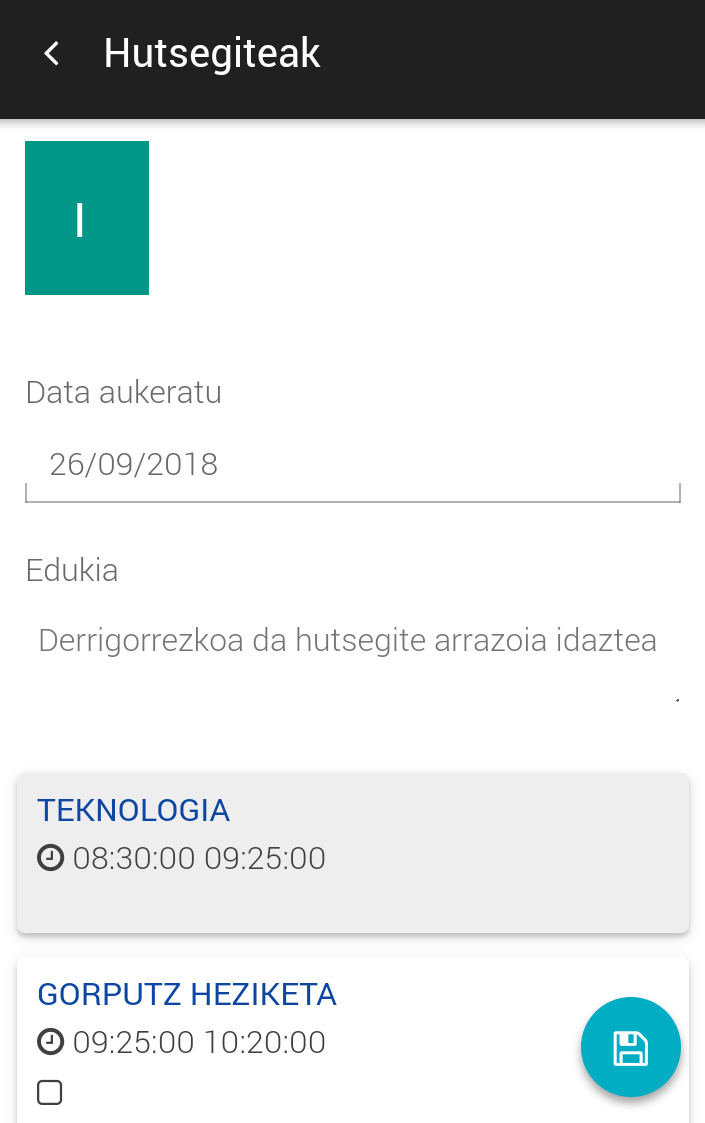 Hutsegiteak
I
Data aukeratu
26/09/2018
Edukia
Derrigorrezkoa da hutsegite arrazoia idaztea
TEKNOLOGIA
08:30:00 09:25:00
GORPUTZ HEZIKETA
09:25:00 10:20:00